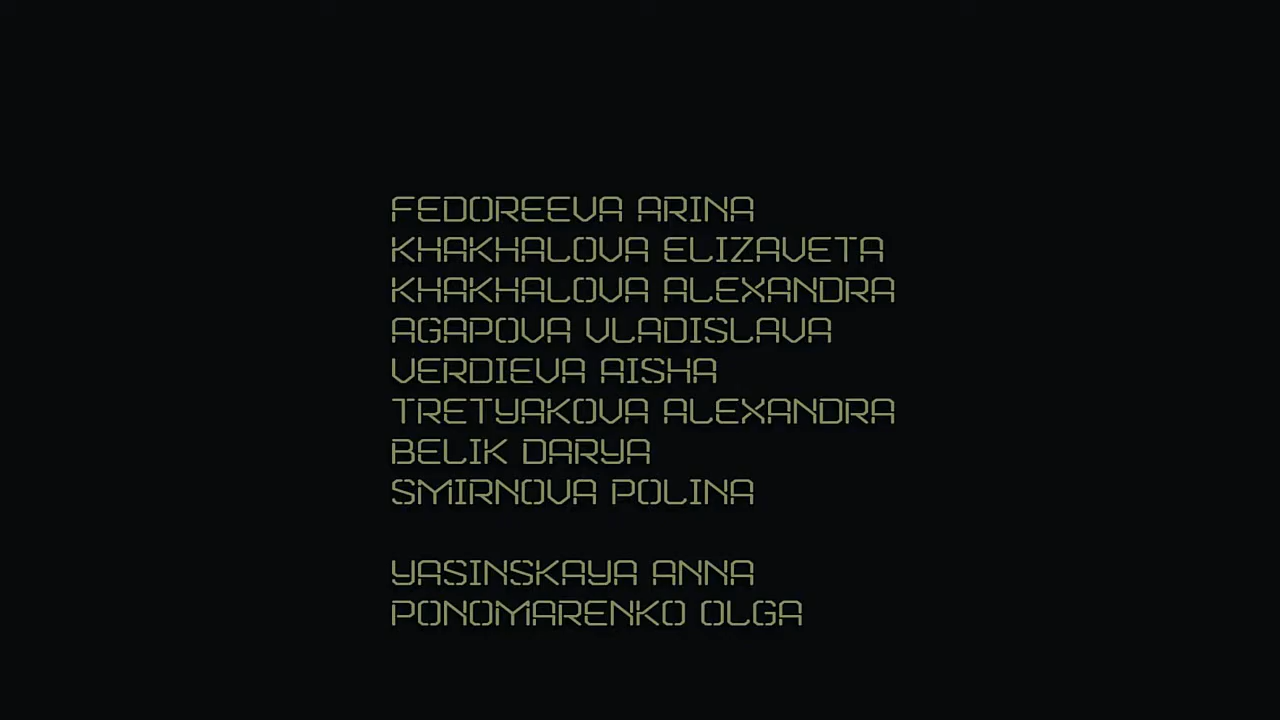 FEDOREEVA ARINA
KHAKHALOVA ELIZAVETA
KHAKHALOVA ALEXANDRA
AGAPOVA VLADISLAVA
VERDIEVA AISHA
TRETYAKOVA ALEXANDRA
BELIK DARYA
SMIRNOVA POLINA
YASINSKAYA ANNA
PONOMARENKO OLGA